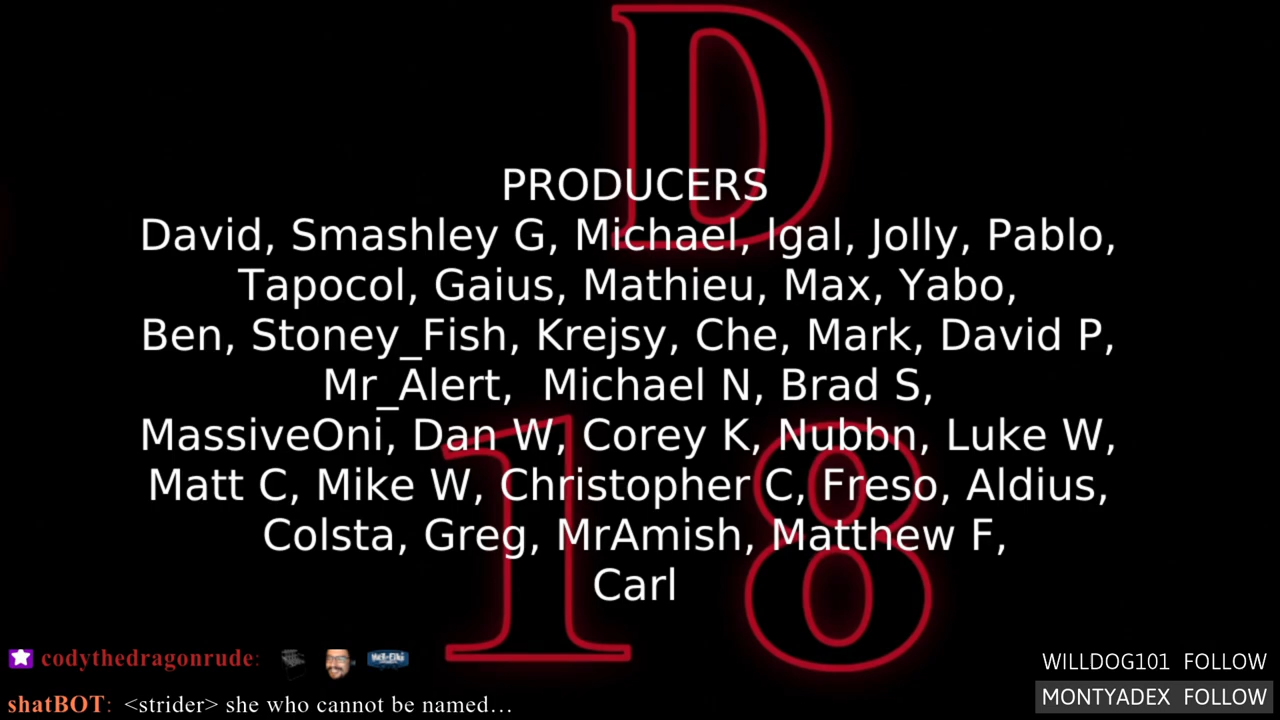 D
PRODUCERS
David, Smashley G, Michael, Igal, Jolly, Pablo,
Tapocol, Gaius, Mathieu, Max, Yabo,
Ben, Stoney_Fish, Krejsy, Che, Mark, David P,
Mr_Alert, Michael N, Brad S,
MassiveOni, Dan W, Corey K, Nubbn, Luke W,
Matt C, Mike W, Christopher C, Freso, Aldius,
Colsta, Greg, MrAmish, Matthew F,
Carl
18
codythedragonrude:
shatBOT: <strider> she who cannot be named...
WILLDOG101 FOLLOW
MONTYADEX FOLLOW